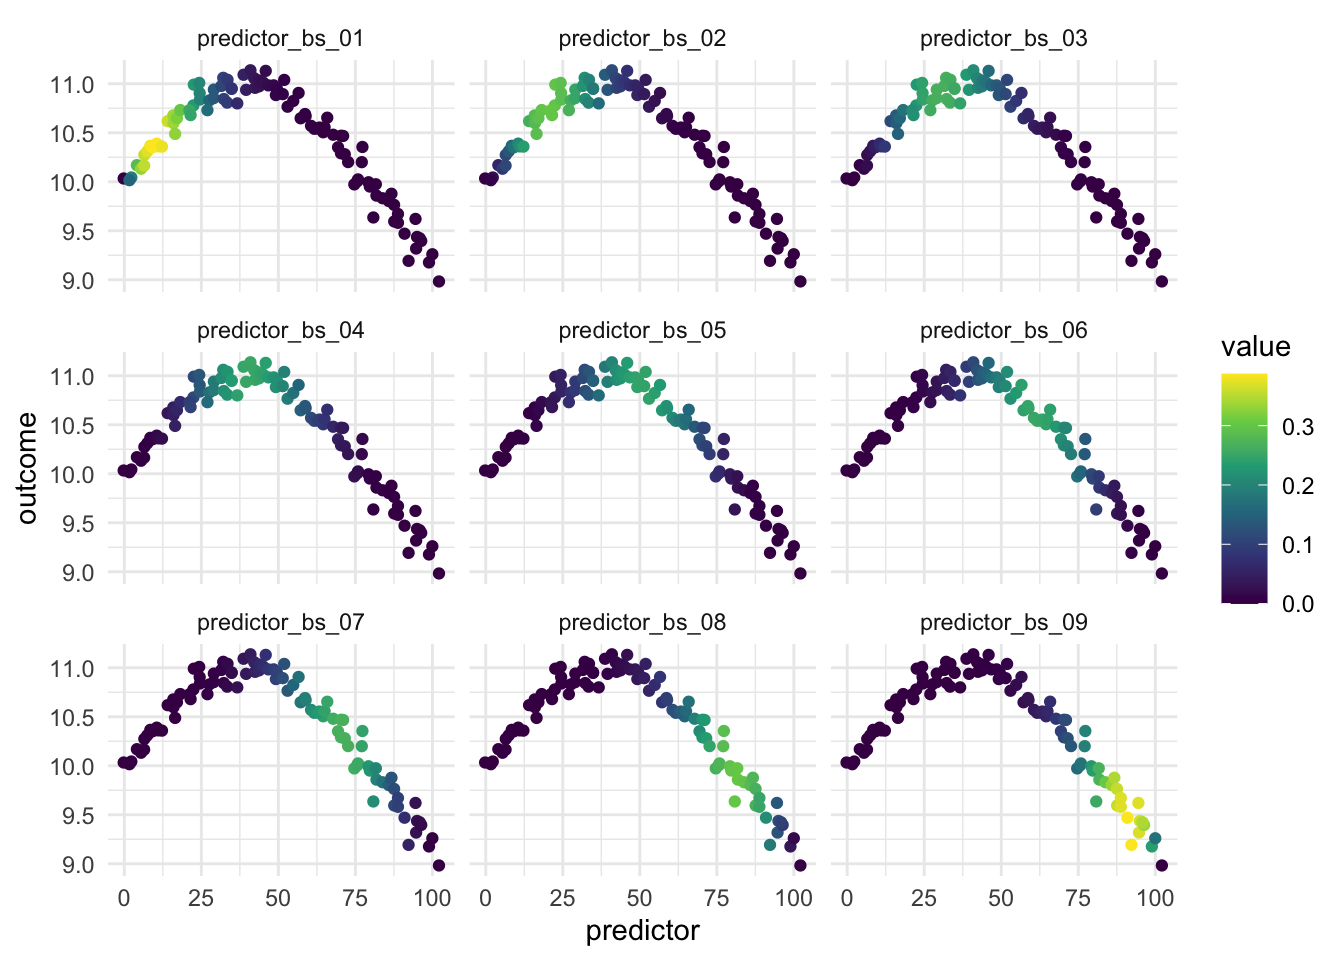 predictor_bs_01 predictor_bs_02 predictor_bs_03
11.0
10.5
10.0
9.5
9.0
predictor_bs_04 predictor_bs_05 predictor_bs_06
11.0
10.5
10.0
9.5
9.0
predictor_bs_07 predictor_bs_08 predictor_bs_09
11.0
10.5
10.0
9.5
9.0
0 25 50 75 100 0 25 50 75 100 0 25 50 75 100
predictor
outcome
value
0.3
0.2
0.1
0.0